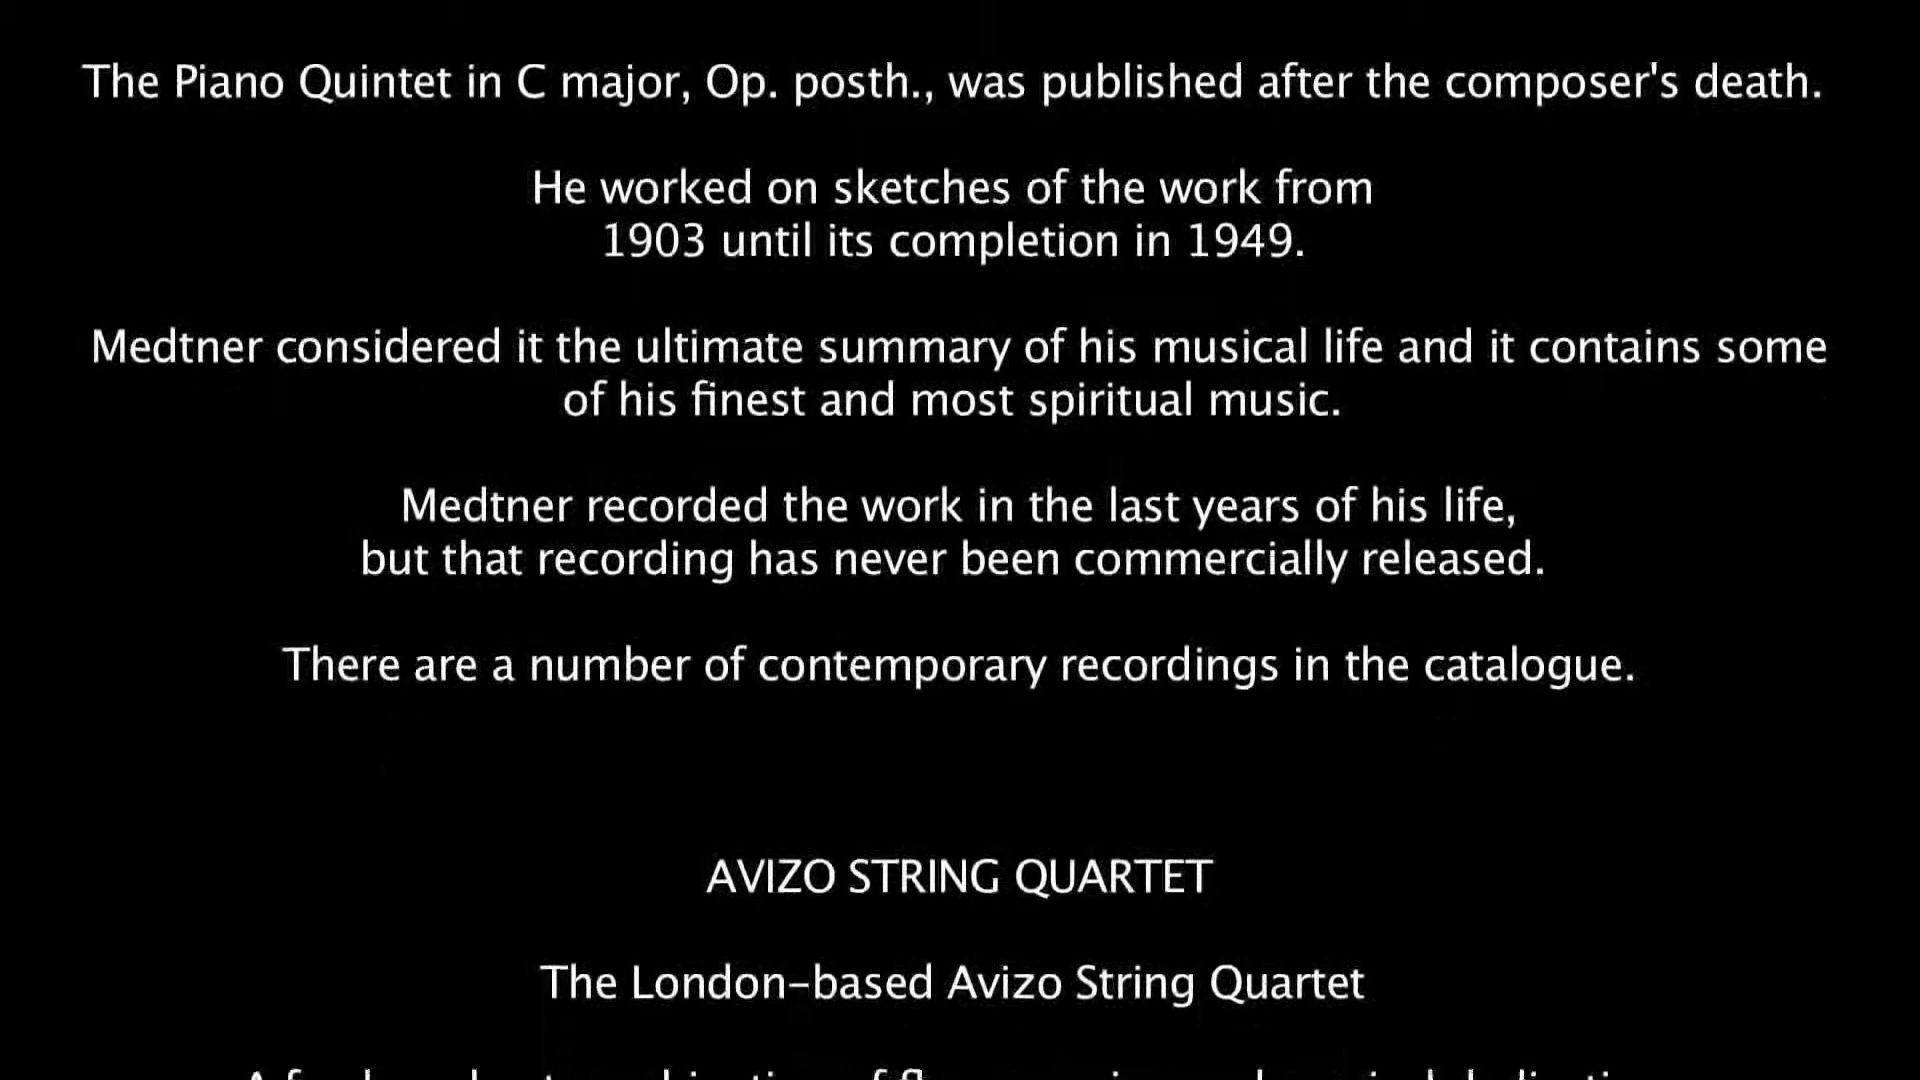 The Piano Quintet in C major, Op. posth., was published after the composer's death.
He worked on sketches of the work from
1903 until its completion in 1949.
Medtner considered it the ultimate summary of his musical life and it contains some
of his finest and most spiritual music.
Medtner recorded the work in the last years of his life,
but that recording has never been commercially released.
There are a number of contemporary recordings in the catalogue.
AVIZO STRING QUARTET
The London-based Avizo String Quartet